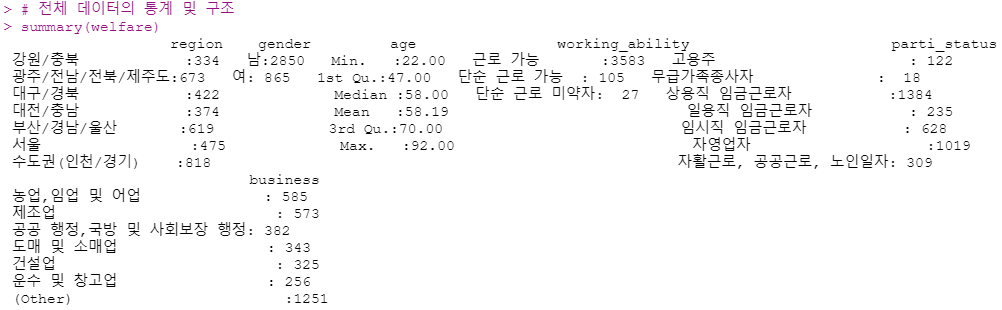 > # 전체 데이터의 통계 및 구조
> summary(welfare)
region gender age working_ability parti_status
강원/충북 :334 남:2850 Min. :22.00 근로 가능 :3583 고용주 : 122
광주/전남/전북/제주도:673 여: 865 1st Qu.:47.00 단순 근로 가능 : 105 무급가족종사자 : 18
대구/경북 :422 Median :58.00 단순 근로 미약자: 27 상용직 임금근로자 :1384
대전/충남 :374 Mean :58.19 일용직 임금근로자 : 235
부산/경남/울산 :619 3rd Qu.:70.00 임시직 임금근로자 : 628
서울 :475 Max. :92.00 자영업자 :1019
수도권(인천/경기) :818 자활근로, 공공근로, 노인일자: 309
business
농업,임업 및 어업 : 585
제조업 : 573
공공 행정,국방 및 사회보장 행정: 382
도매 및 소매업 : 343
건설업 : 325
운수 및 창고업 : 256
(Other) :1251